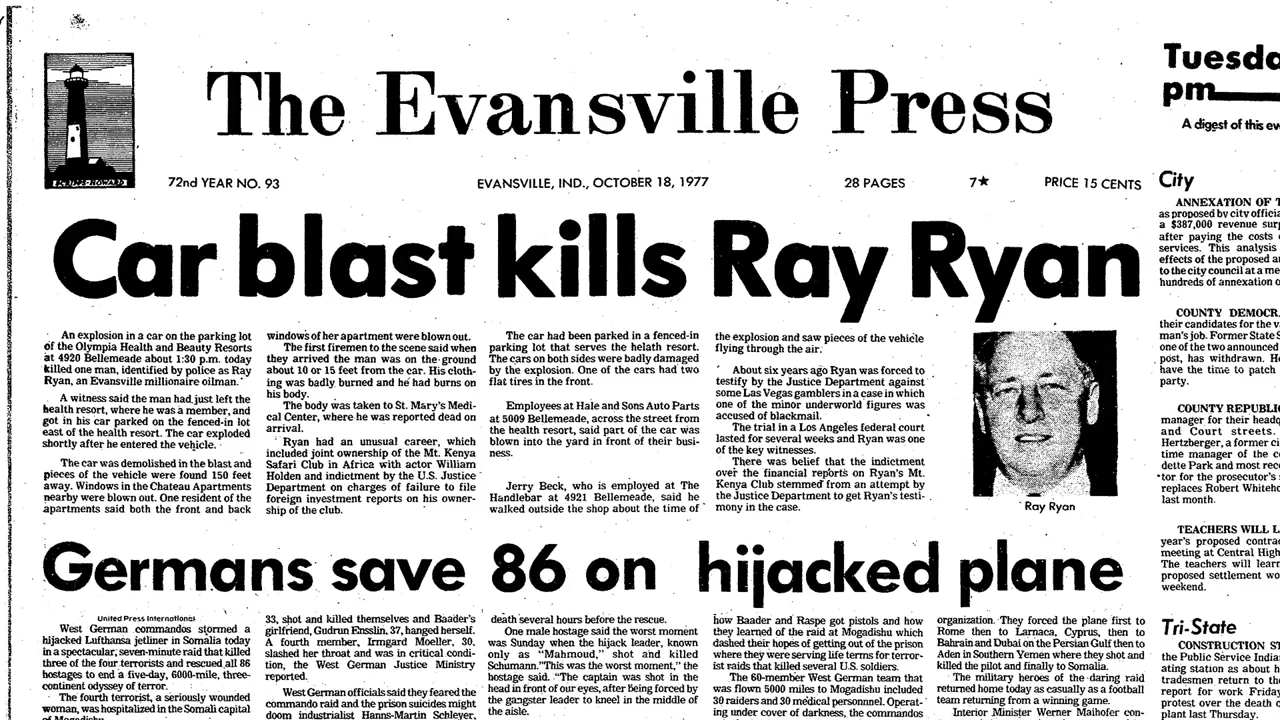 The Evansville Press
SCRIPPS-HOWARD
72nd YEAR NO. 93
EVANSVILLE, IND., OCTOBER 18, 1977
28 PAGES
7★
PRICE 15 CENTS
Car blast kills Ray Ryan
An explosion in a car on the parking lot
of the Olympia Health and Beauty Resorts
at 4920 Bellemeade about 1:30 p.m. today
killed one man, identified by police as Ray
Ryan, an Evansville millionaire oilman.
A witness said the man had just left the
health resort, where he was a member, and
got in his car parked on the fenced-in lot
east of the health resort. The car exploded
shortly after he entered the vehicle.
The car was demolished in the blast and
pieces of the vehicle were found 150 feet
away. Windows in the Chateau Apartments
nearby were blown out. One resident of the
apartments said both the front and back
windows of her apartment were blown out.
The first firemen to the scene said when
they arrived the man was on the ground
about 10 or 15 feet from the car. His cloth-
ing was badly burned and he had burns on
his body.
The body was taken to St. Mary's Medi-
cal Center, where he was reported dead on
arrival.
Ryan had an unusual career, which
included joint ownership of the Mt. Kenya
Safari Club in Africa with actor William
Holden and indictment by the U.S. Justice
Department on charges of failure to file
foreign investment reports on his owner-
ship of the club.
The car had been parked in a fenced-in
parking lot that serves the helath resort.
The cars on both sides were badly damaged
by the explosion. One of the cars had two
flat tires in the front.
Employees at Hale and Sons Auto Parts
at 5009 Bellemeade, across the street from
the health resort, said part of the car was
blown into the yard in front of their busi-
ness.
Jerry Beck, who is employed at The
Handlebar at 4921 Bellemeade, said he
walked outside the shop about the time of
the explosion and saw pieces of the vehicle
flying through the air.
About six years ago Ryan was forced to
testify by the Justice Department against
some Las Vegas gamblers in a case in which
one of the minor underworld figures was
accused of blackmail.
The trial in a Los Angeles federal court
lasted for several weeks and Ryan was one
of the key witnesses.
There was belief that the indictment
over the financial reports on Ryan's Mt.
Kenya Club stemmed from an attempt by
the Justice Department to get Ryan's testi-
mony in the case.
Ray Ryan
Germans save 86 on hijacked plane
United Press International
West German commandos stormed a
hijacked Lufthansa jetliner in Somalia today
in a spectacular, seven-minute raid that killed
three of the four terrorists and rescued all 86
hostages to end a five-day, 6000-mile, three-
continent odyssey of terror.
The fourth terrorist, a seriously wounded
woman, was hospitalized in the Somali capital
of Mogadishu
33, shot and killed themselves and Baader's
girlfriend, Gudrun Ensslin, 37, hanged herself.
A fourth member, Irmgard Moeller, 30,
slashed her throat and was in critical condi-
tion, the West German Justice Ministry
reported.
West German officials said they feared the
commando raid and the prison suicides might
doom industrialist Hanns-Martin Schleyer,
death several hours before the rescue.
One male hostage said the worst moment
was Sunday when the hijack leader, known
only as "Mahmoud," shot and killed
Schumann."This was the worst moment," the
hostage said. "The captain was shot in the
head in front of our eyes, after being forced by
the gangster leader to kneel in the middle of
the aisle.
how Baader and Raspe got pistols and how
they learned of the raid at Mogadishu which
dashed their hopes of getting out of the prison
where they were serving life terms for terror-
ist raids that killed several U.S. soldiers.
The 60-member West German team that
was flown 5000 miles to Mogadishu included
30 raiders and 30 medical personnnel. Operat-
ing under cover of darkness, the commandos
organization. They forced the plane first to
Rome then to Larnaca, Cyprus, then to
Bahrain and Dubai on the Persian Gulf then to
Aden in Southern Yemen where they shot and
killed the pilot and finally to Somalia.
The military heroes of the daring raid
returned home today as casually as a football
team returning from a winning game.
Interior Minister Werner Maihofer con-
Tuesda
pm
A digest of this ev
City
ANNEXATION OF T
as proposed by city officia
a $387,000 revenue surp
after paying the costs
services. This analysis
effects of the proposed an
to the city council at a me
hundreds of annexation o
COUNTY DEMOCR
their candidates for the v
man's job. Former State S
one of the two announced
post, has withdrawn. He
have the time to patch
party.
COUNTY REPUBLI
manager for their headq
and Court streets.
Hertzberger, a former ci
time manager of the co
dette Park and most rec
tor for the prosecutor's s
replaces Robert Whiteho
last month.
TEACHERS WILL L
year's proposed contrac
meeting at Central High
The teachers will learn
proposed settlement wo
weekend.
Tri-State
CONSTRUCTION ST
the Public Service Indian
ating station as about h
tradesmen return to the
report for work Friday
protest over the death o
plant last Thursday.